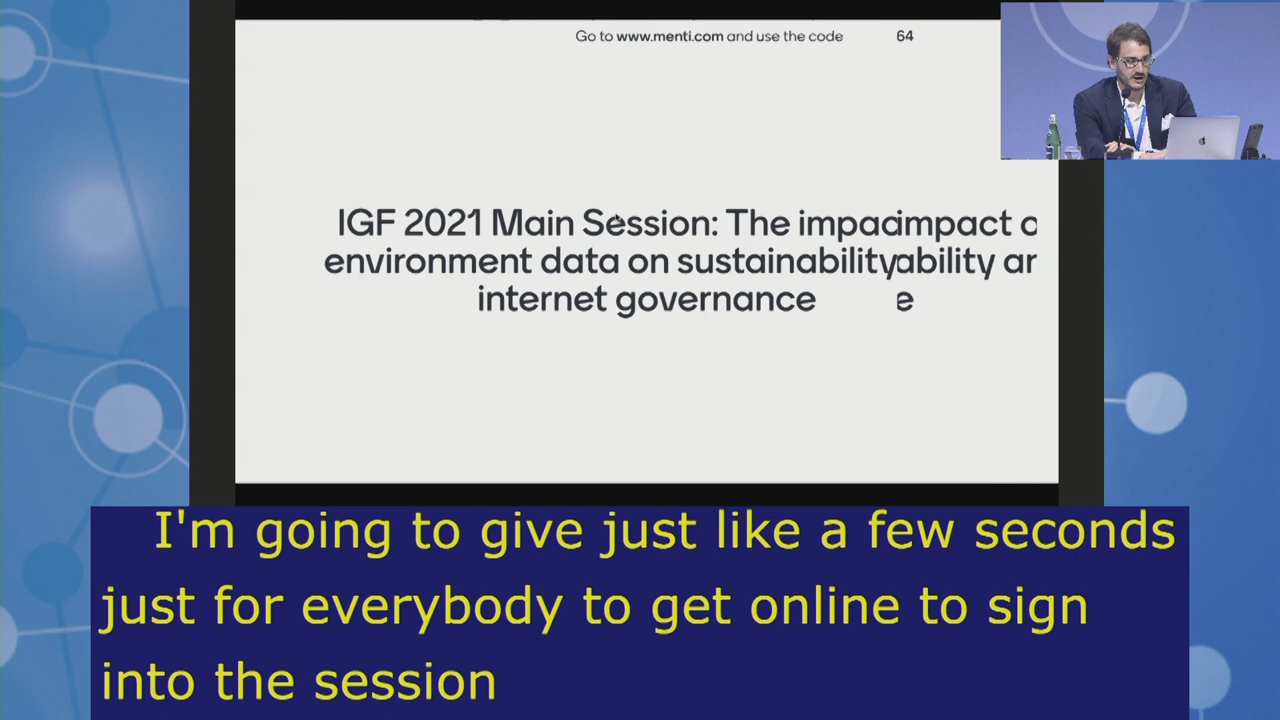 Go to www.menti.com and use the code 64
IGF 2021 Main Session: The impacimpact o
environment data on sustainabilityability ar
internet governance e
I'm going to give just like a few seconds
just for everybody to get online to sign
into the session